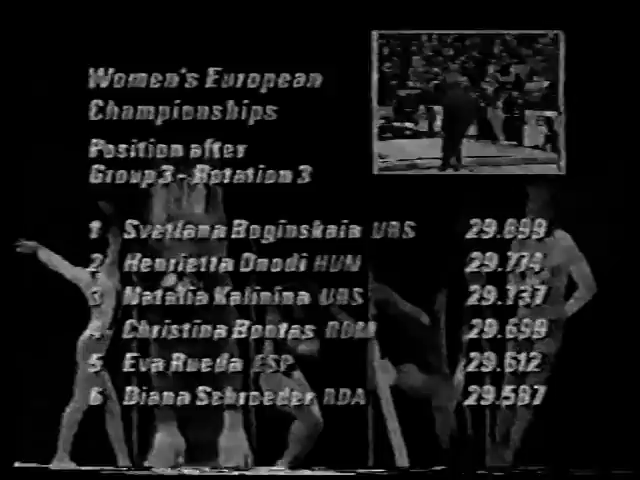 Women's European
Championships
Position after
Group 3 - Rotation 3
1 Svetlana Boginskaia URS 29.899
2 Henrietta Onodi HUN 29.774
3 Natalia Kalinina URS 29.737
4 Christina Bontas ROM 29.699
5 Eva Rueda ESP 29.612
6 Diana Schroeder RDA 29.587